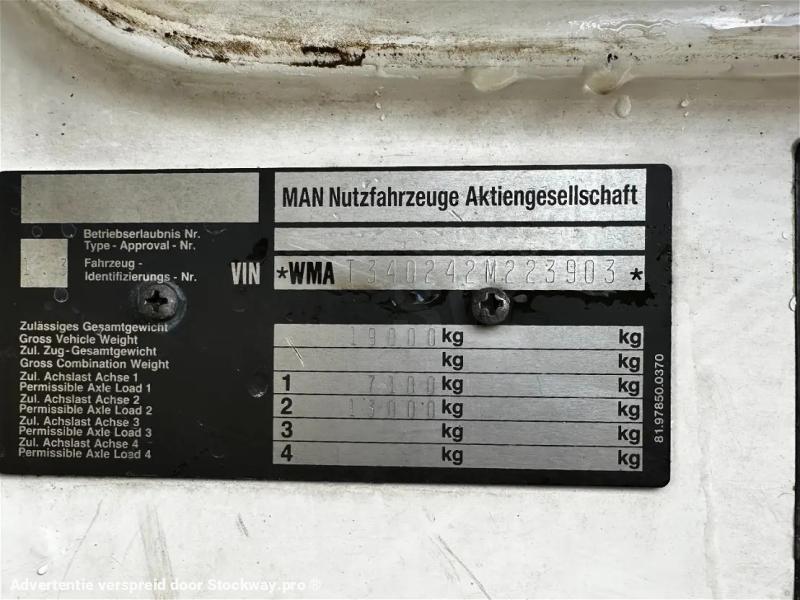 MAN Nutzfahrzeuge Aktiengesellschaft
Betriebserlaubnis Nr.
Type - Approval - Nr.
Fahrzeug -
Identifizierungs - Nr.
VIN *WMA T340242M223903 *
Zulässiges Gesamtgewicht
Gross Vehicle Weight
19000 kg kg
Zul. Zug-Gesamtgewicht
Gross Combination Weight
kg kg
Zul. Achslast Achse 1
Permissible Axle Load 1
1 7100 kg kg
Zul. Achslast Achse 2
Permissible Axle Load 2
2 13000 kg kg
Zul. Achslast Achse 3
Permissible Axle Load 3
3 kg kg
Zul. Achslast Achse 4
Permissible Axle Load 4
4 kg kg
81.97850.0370
Advertentie verspreid door Stockway.pro ®